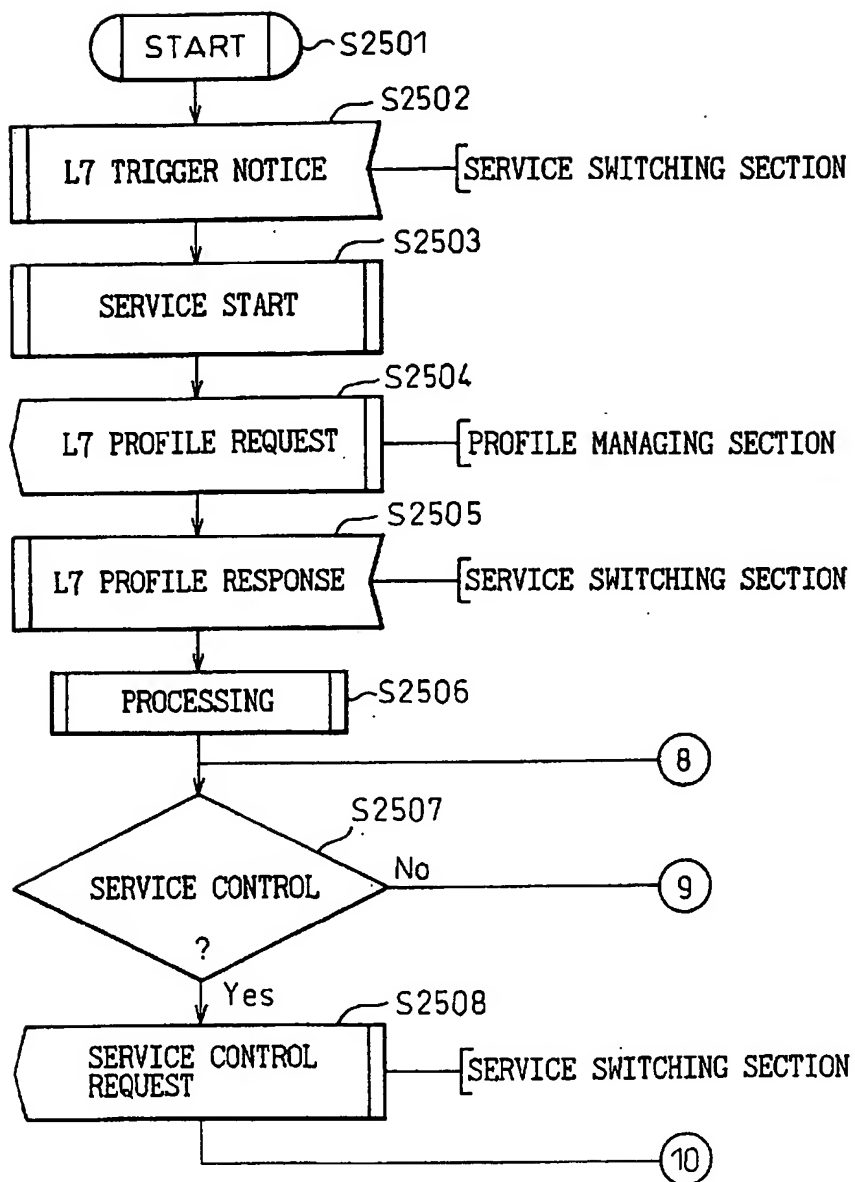 START
S2501
S2502
L7 TRIGGER NOTICE
SERVICE SWITCHING SECTION
S2503
SERVICE START
S2504
L7 PROFILE REQUEST
PROFILE MANAGING SECTION
S2505
L7 PROFILE RESPONSE
SERVICE SWITCHING SECTION
PROCESSING
S2506
8
S2507
SERVICE CONTROL
?
No
9
Yes
S2508
SERVICE CONTROL
REQUEST
SERVICE SWITCHING SECTION
10